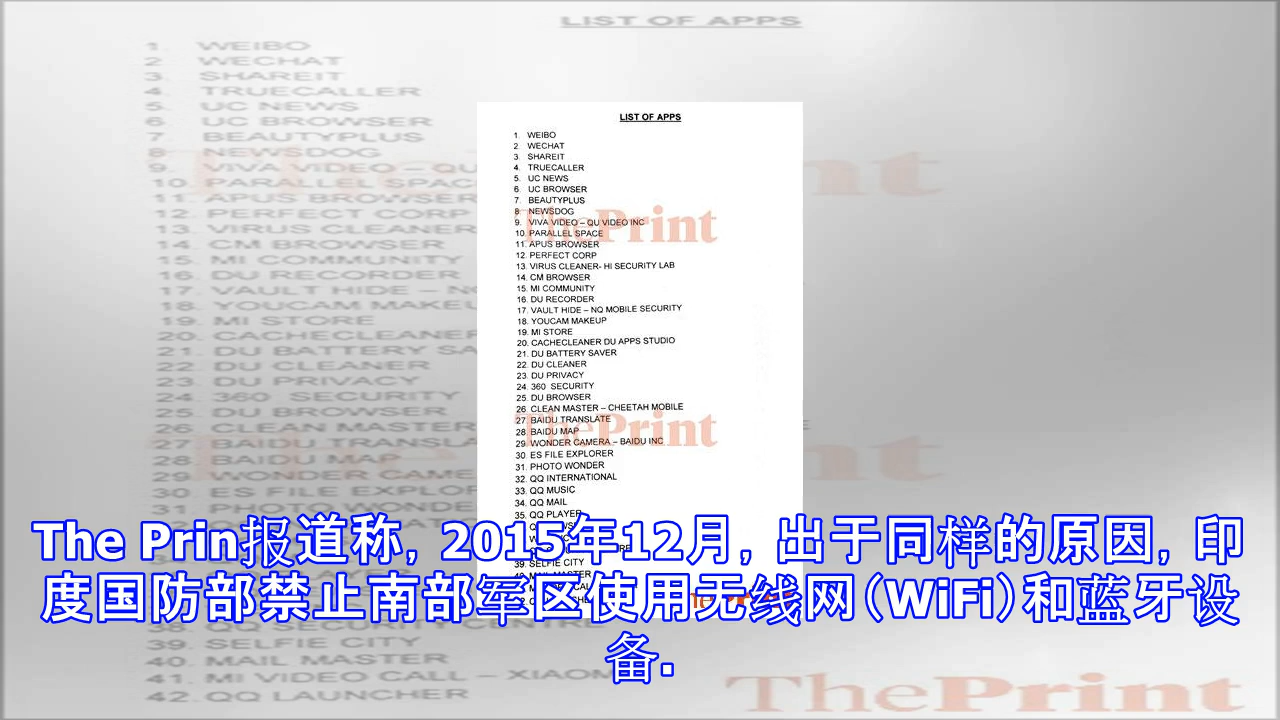 LIST OF APPS
1. WEIBO
2. WECHAT
3. SHAREIT
4. TRUECALLER
5. UC NEWS
6. UC BROWSER
7. BEAUTYPLUS
8. NEWSDOG
9. VIVA VIDEO – QU VIDEO INC
10. PARALLEL SPACE
11. APUS BROWSER
12. PERFECT CORP
13. VIRUS CLEANER- HI SECURITY LAB
14. CM BROWSER
15. MI COMMUNITY
16. DU RECORDER
17. VAULT HIDE – NQ MOBILE SECURITY
18. YOUCAM MAKEUP
19. MI STORE
20. CACHECLEANER DU APPS STUDIO
21. DU BATTERY SAVER
22. DU CLEANER
23. DU PRIVACY
24. 360 SECURITY
25. DU BROWSER
26. CLEAN MASTER – CHEETAH MOBILE
27. BAIDU TRANSLATE
28. BAIDU MAP
29. WONDER CAMERA – BAIDU INC
30. ES FILE EXPLORER
31. PHOTO WONDER
32. QQ INTERNATIONAL
33. QQ MUSIC
34. QQ MAIL
35. QQ PLAYER
38. QQ SECURITY CENTRE
39. SELFIE CITY
40. MAIL MASTER
41. MI VIDEO CALL – XIAOM
42. QQ LAUNCHER
ThePrint
ThePrint
ThePrint
The Prin报道称, 2015年12月, 出于同样的原因, 印
度国防部禁止南部军区使用无线网(WiFi)和蓝牙设
备.